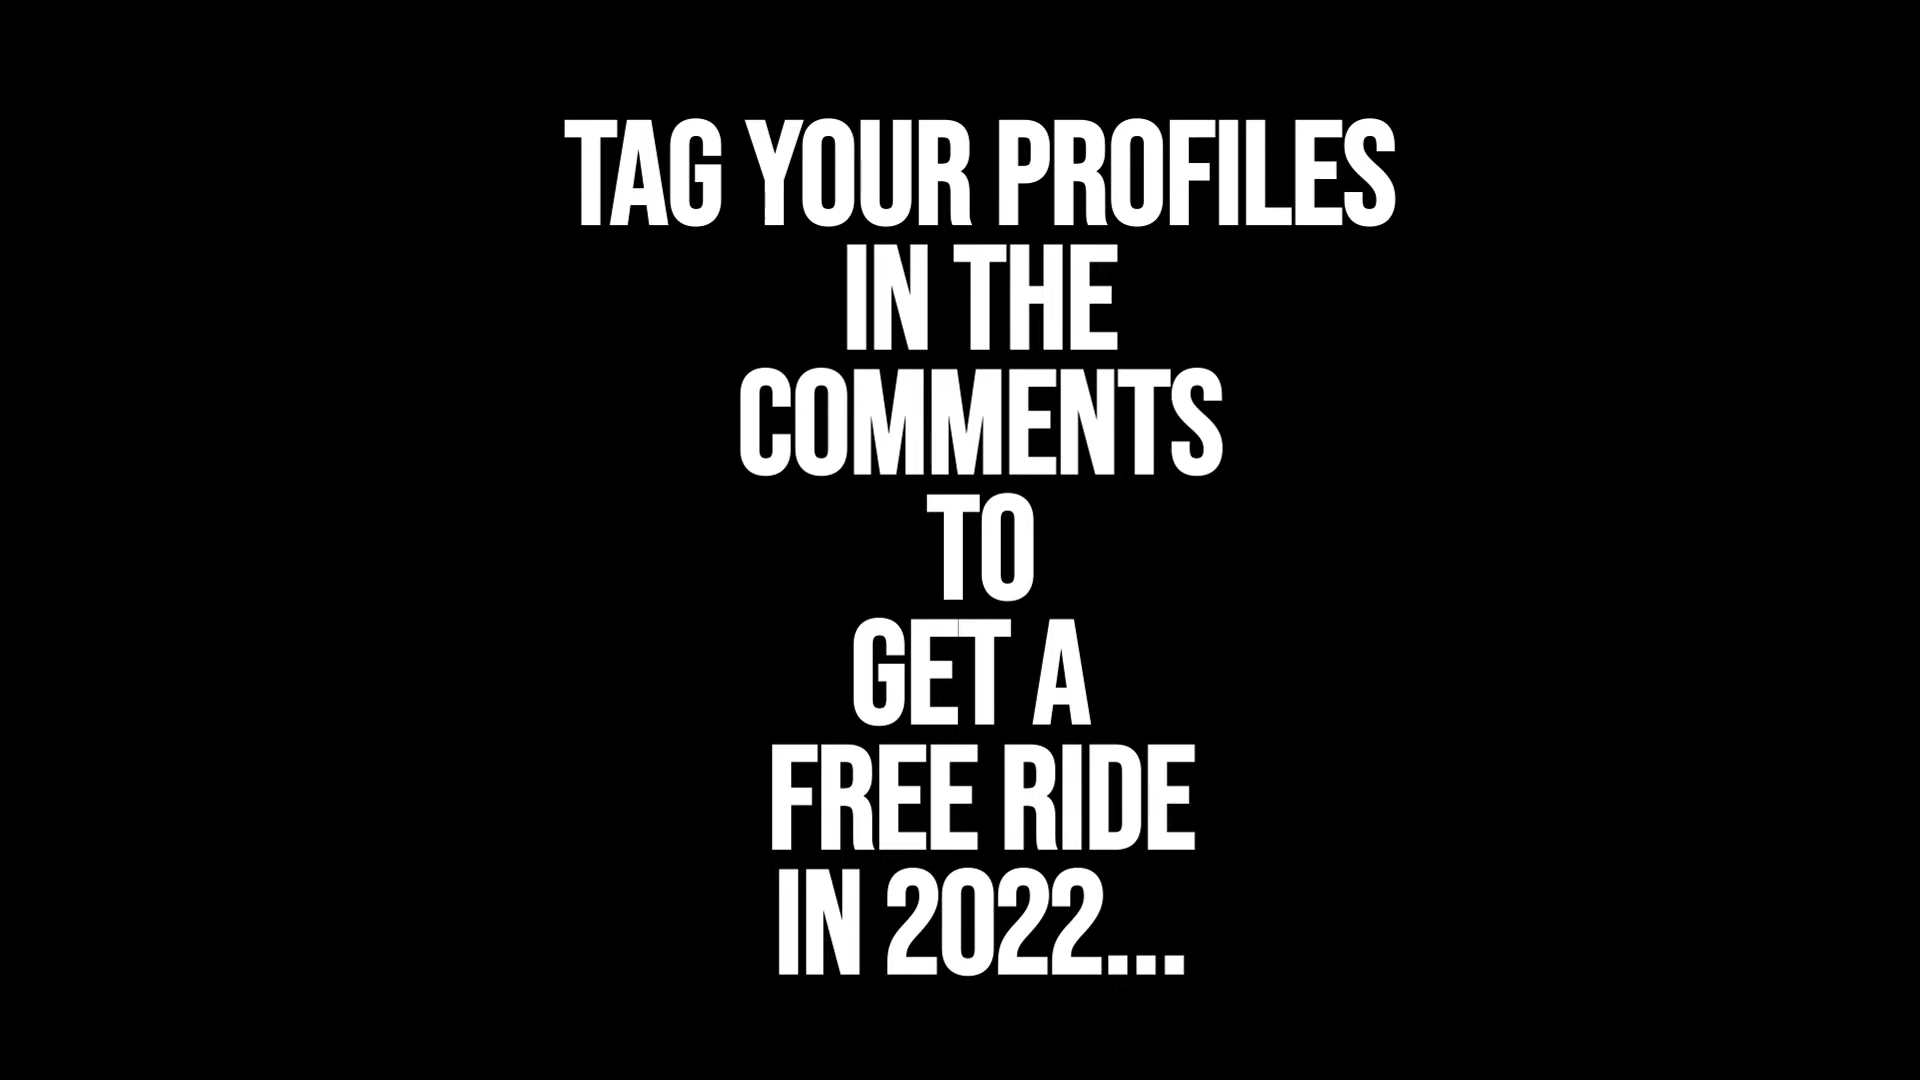 TAG YOUR PROFILES
IN THE
COMMENTS
TO
GET A
FREE RIDE
IN 2022...